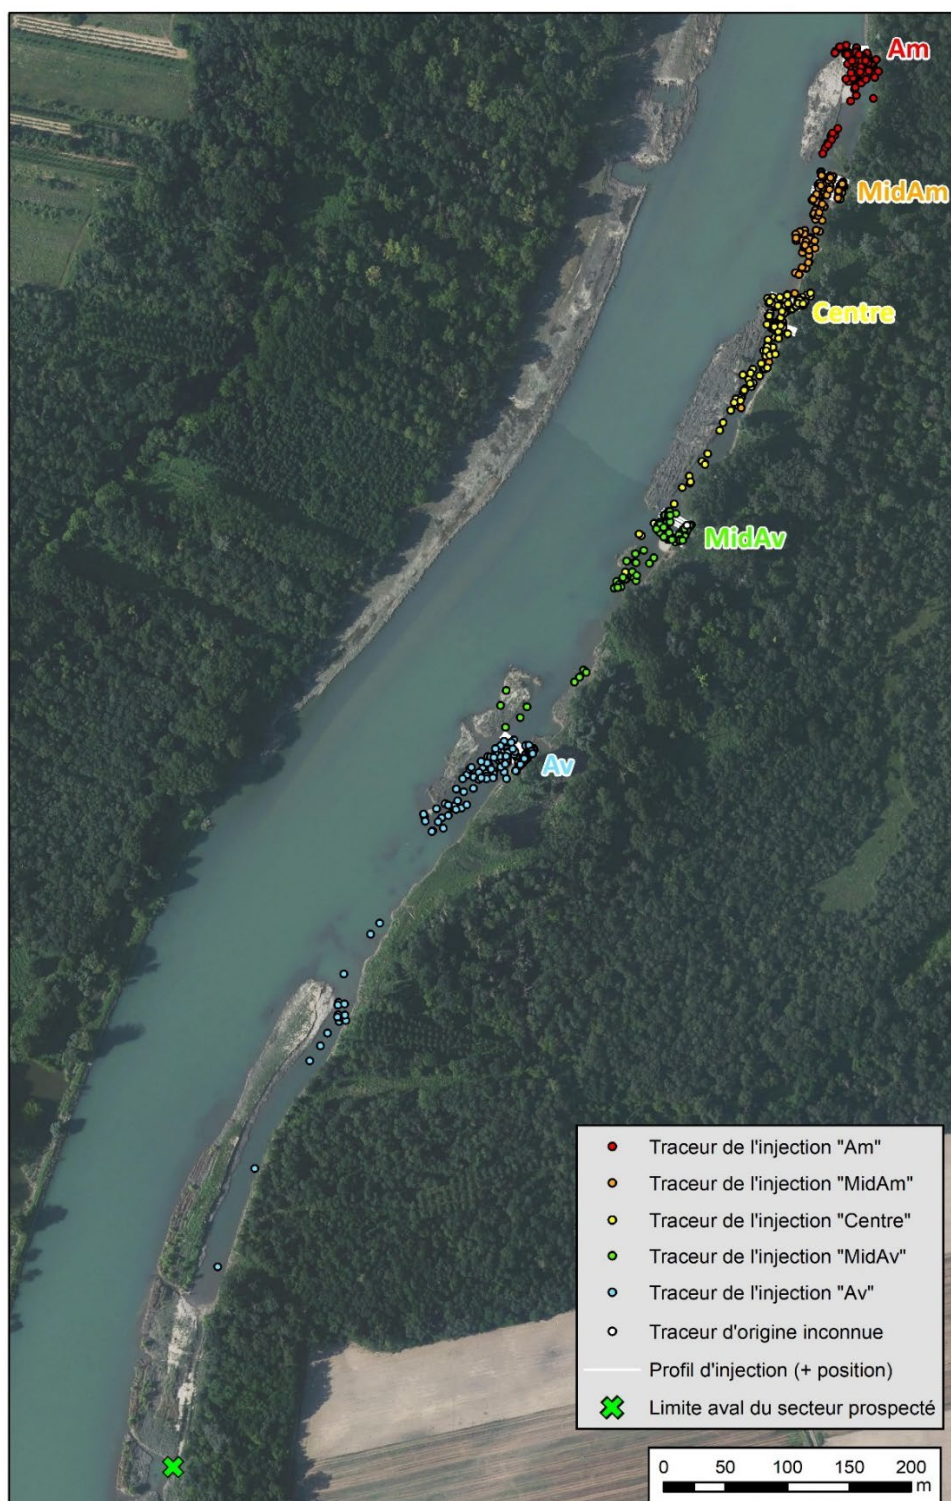 Am
MidAm
Centre
MidAv
Av
Traceur de l'injection "Am"
Traceur de l'injection "MidAm"
Traceur de l'injection "Centre"
Traceur de l'injection "MidAv"
Traceur de l'injection "Av"
Traceur d'origine inconnue
Profil d'injection (+ position)
Limite aval du secteur prospecté
0 50 100 150 200
m